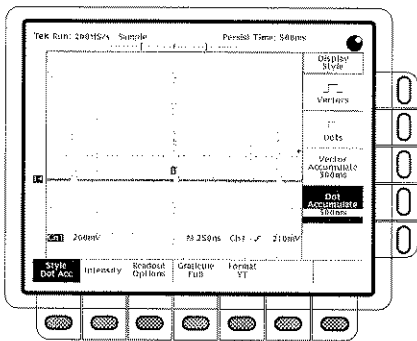 Tek Run: 200MS/s Sample Persist Time: 500ms
Display
Style
Vectors
Dots
Vector
Accumulate
500ms
Dot
Accumulate
500ms
Ch1 200mV M 250ns Ch1 210mV
Style
Dot Acc
Intensity
Readout
Options
Graticule
Full
Format
YT